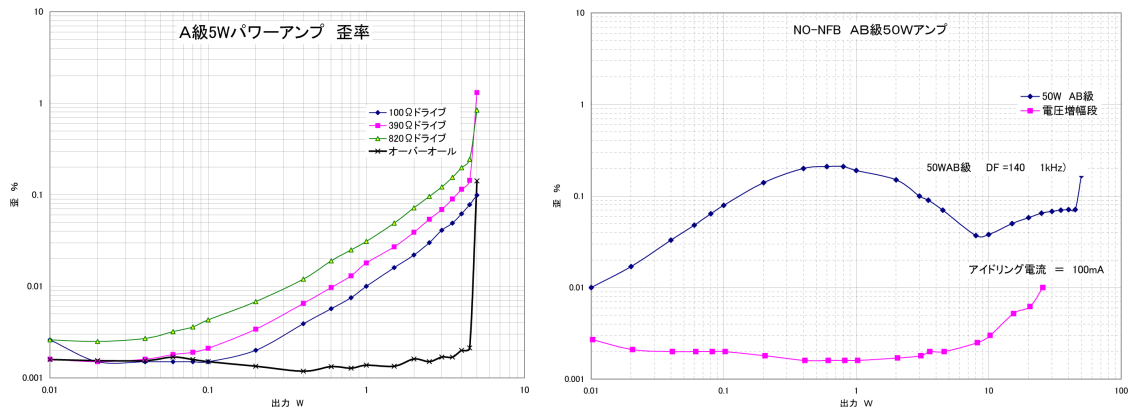 A級5Wパワーアンプ 歪率
10
1
0.1
0.01
0.001
歪 %
0.01
0.1
1
10
出力 W
100Ωドライブ
390Ωドライブ
820Ωドライブ
オーバーオール
NO-NFB AB級50Wアンプ
10
1
0.1
0.01
0.001
歪 %
0.01
0.1
1
10
100
出力 W
50W AB級
電圧増幅段
50WAB級 DF =140 1kHz)
アイドリング電流 = 100mA